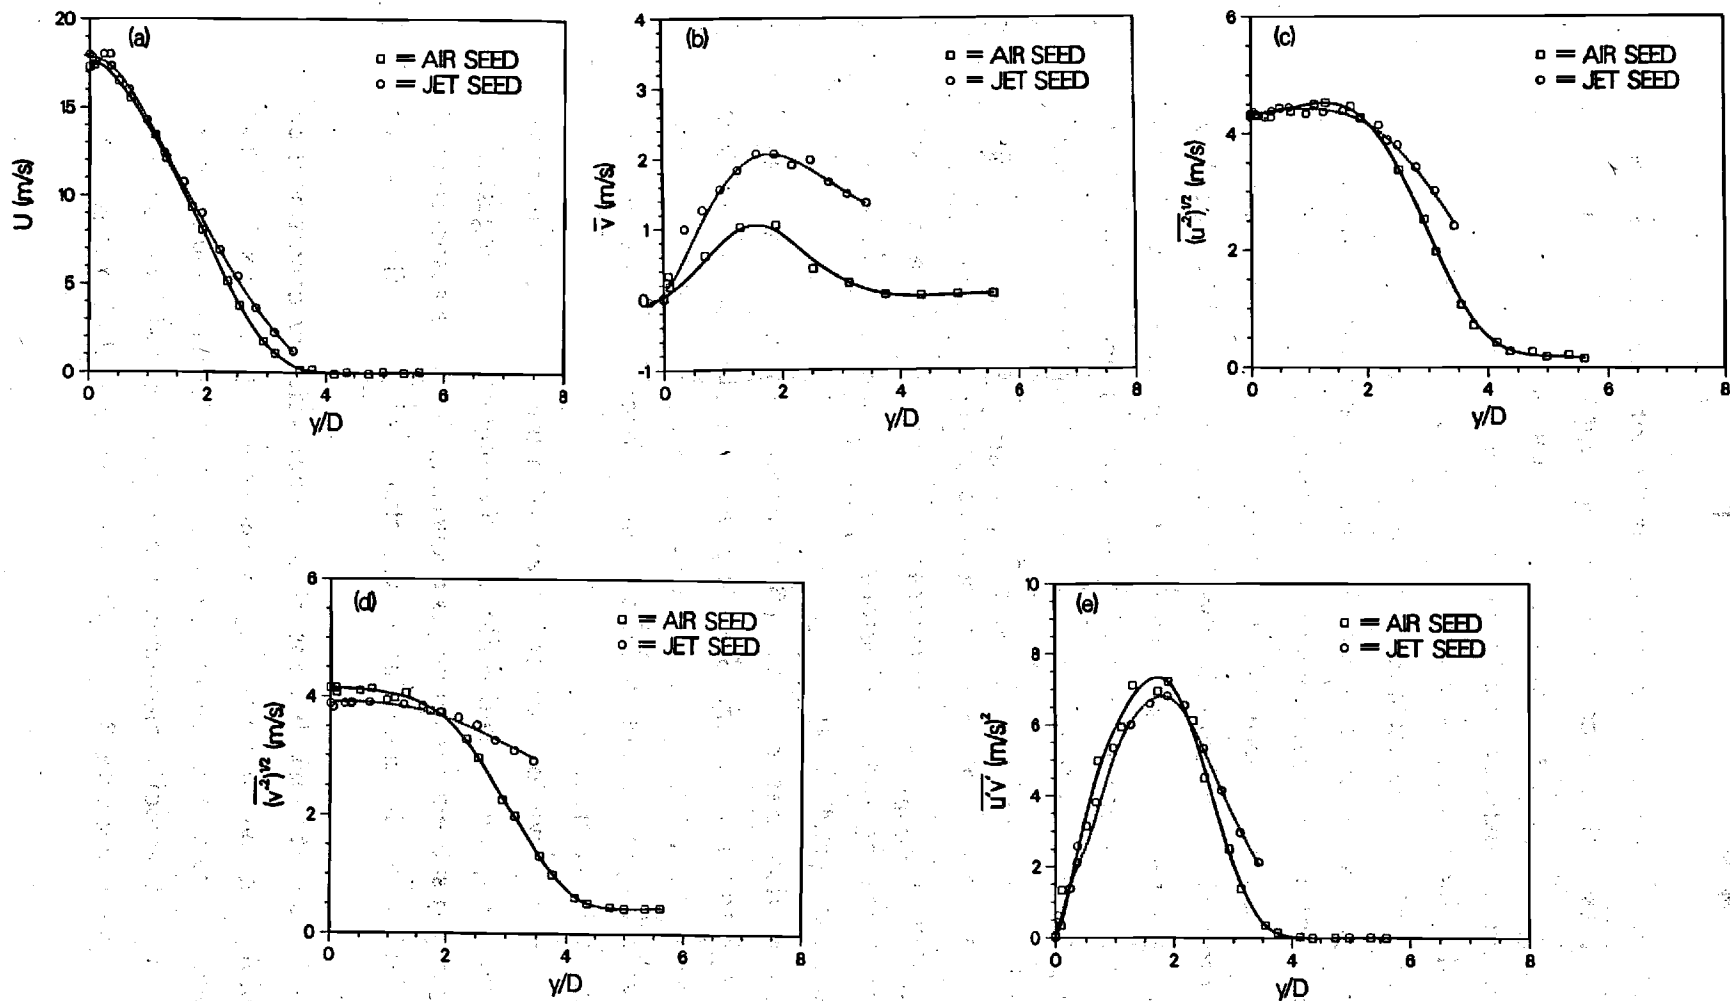 (a)
= AIR SEED
= JET SEED
U (m/s)
20
15
10
5
0
0 2 4 6 8
y/D
(b)
= AIR SEED
= JET SEED
v̅ (m/s)
4
3
2
1
0
-1
0 2 4 6 8
y/D
(c)
= AIR SEED
= JET SEED
(u'²)^1/2 (m/s)
6
4
2
0
0 2 4 6 8
y/D
(d)
= AIR SEED
= JET SEED
(v'²)^1/2 (m/s)
6
4
2
0
0 2 4 6 8
y/D
(e)
= AIR SEED
= JET SEED
u'v' (m/s)²
10
8
6
4
2
0
0 2 4 6 8
y/D